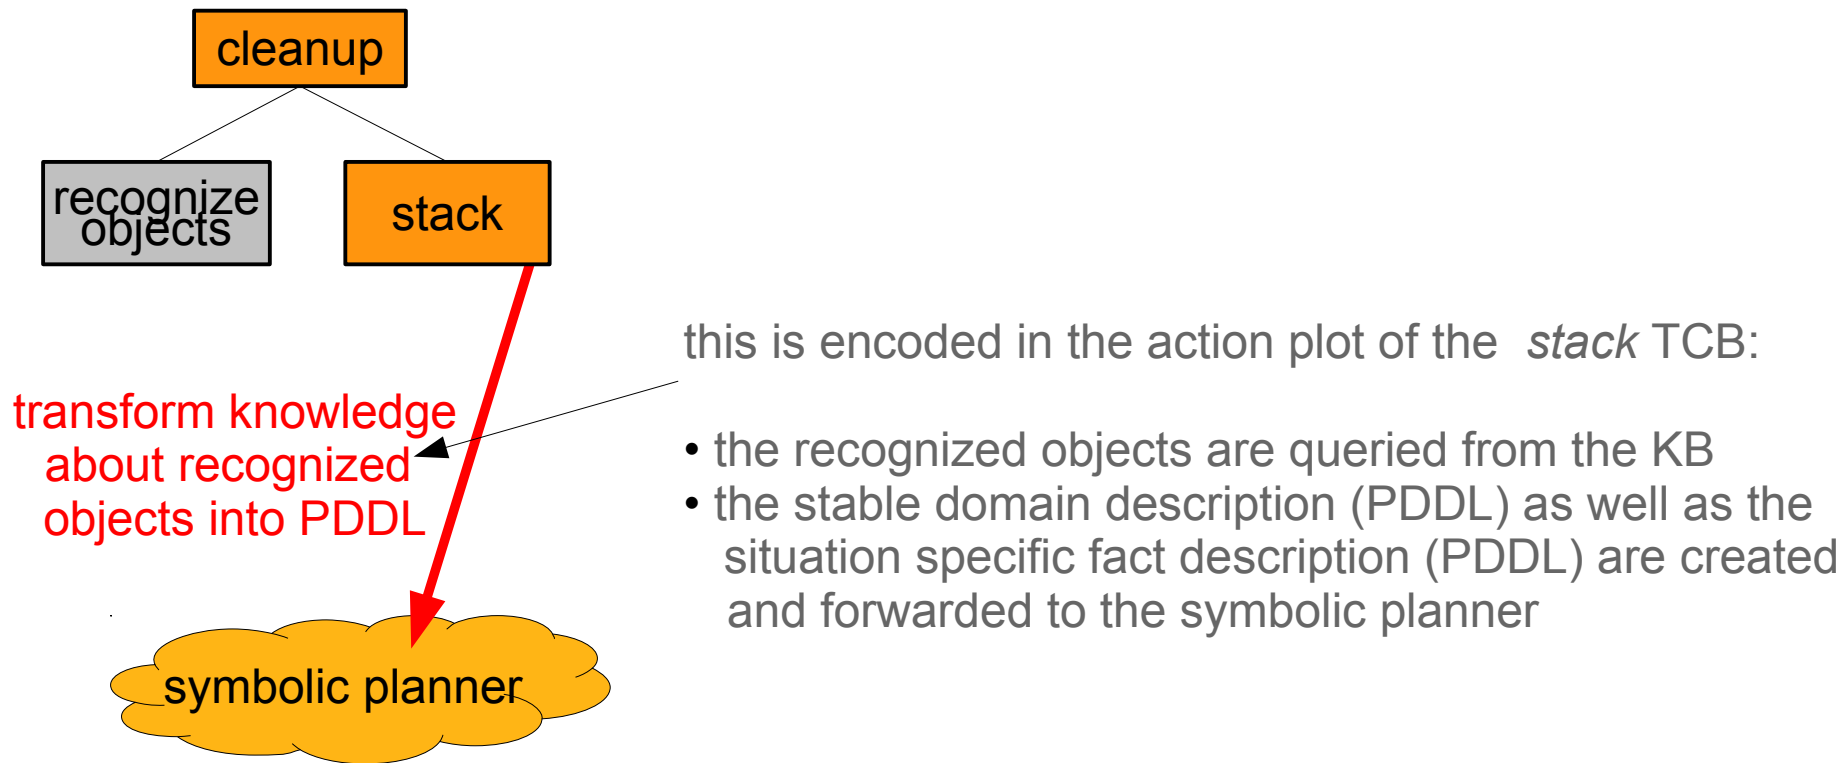 cleanup
recognize
objects
stack
this is encoded in the action plot of the stack TCB:
transform knowledge
about recognized
objects into PDDL
• the recognized objects are queried from the KB
• the stable domain description (PDDL) as well as the
situation specific fact description (PDDL) are created
and forwarded to the symbolic planner
symbolic planner